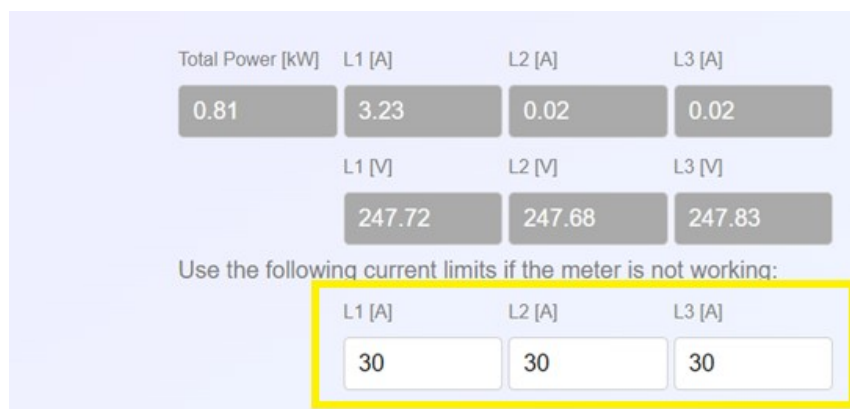 Total Power [kW] L1 [A] L2 [A] L3 [A]
0.81 3.23 0.02 0.02
L1 [V] L2 [V] L3 [V]
247.72 247.68 247.83
Use the following current limits if the meter is not working:
L1 [A] L2 [A] L3 [A]
30 30 30